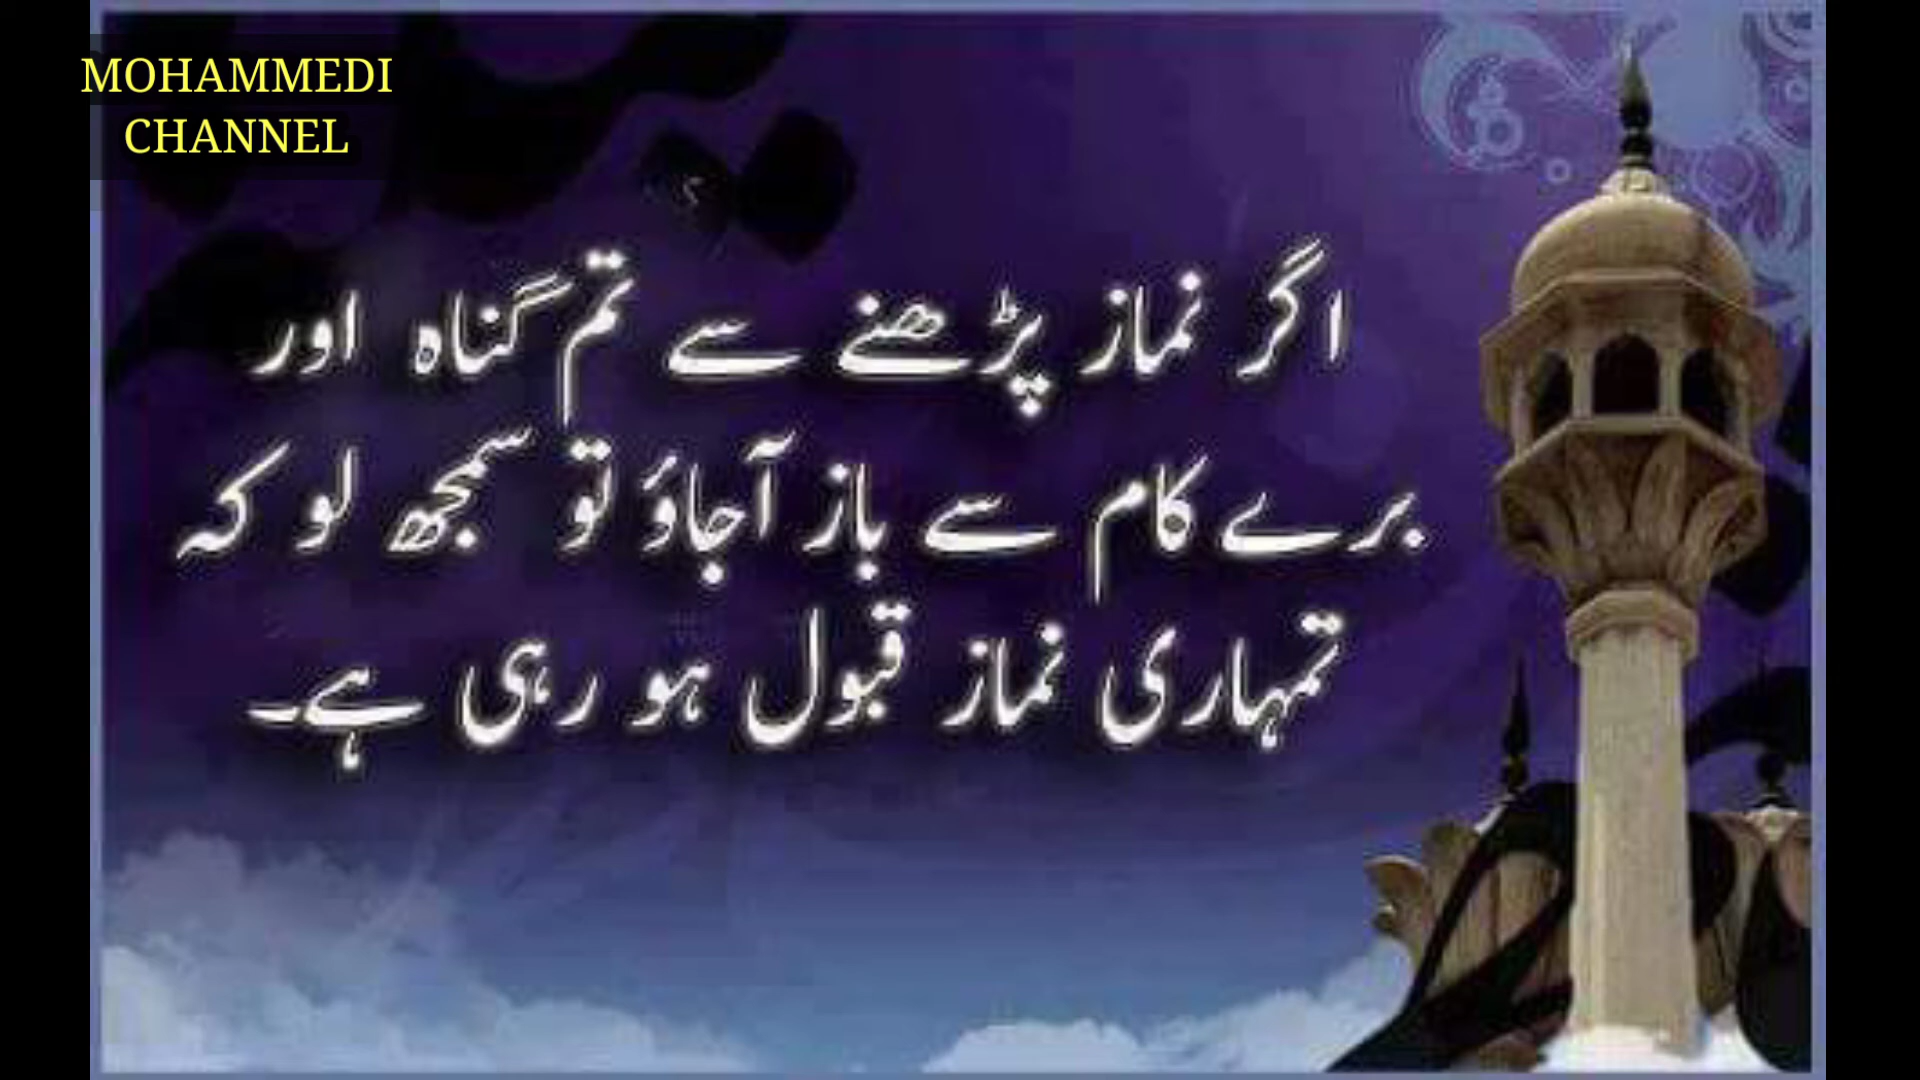 MOHAMMEDI
CHANNEL
اگر نماز پڑھنے سے تم گناہ اور
برے کام سے باز آجاؤ تو سمجھ لو کہ
تمہاری نماز قبول ہو رہی ہے۔